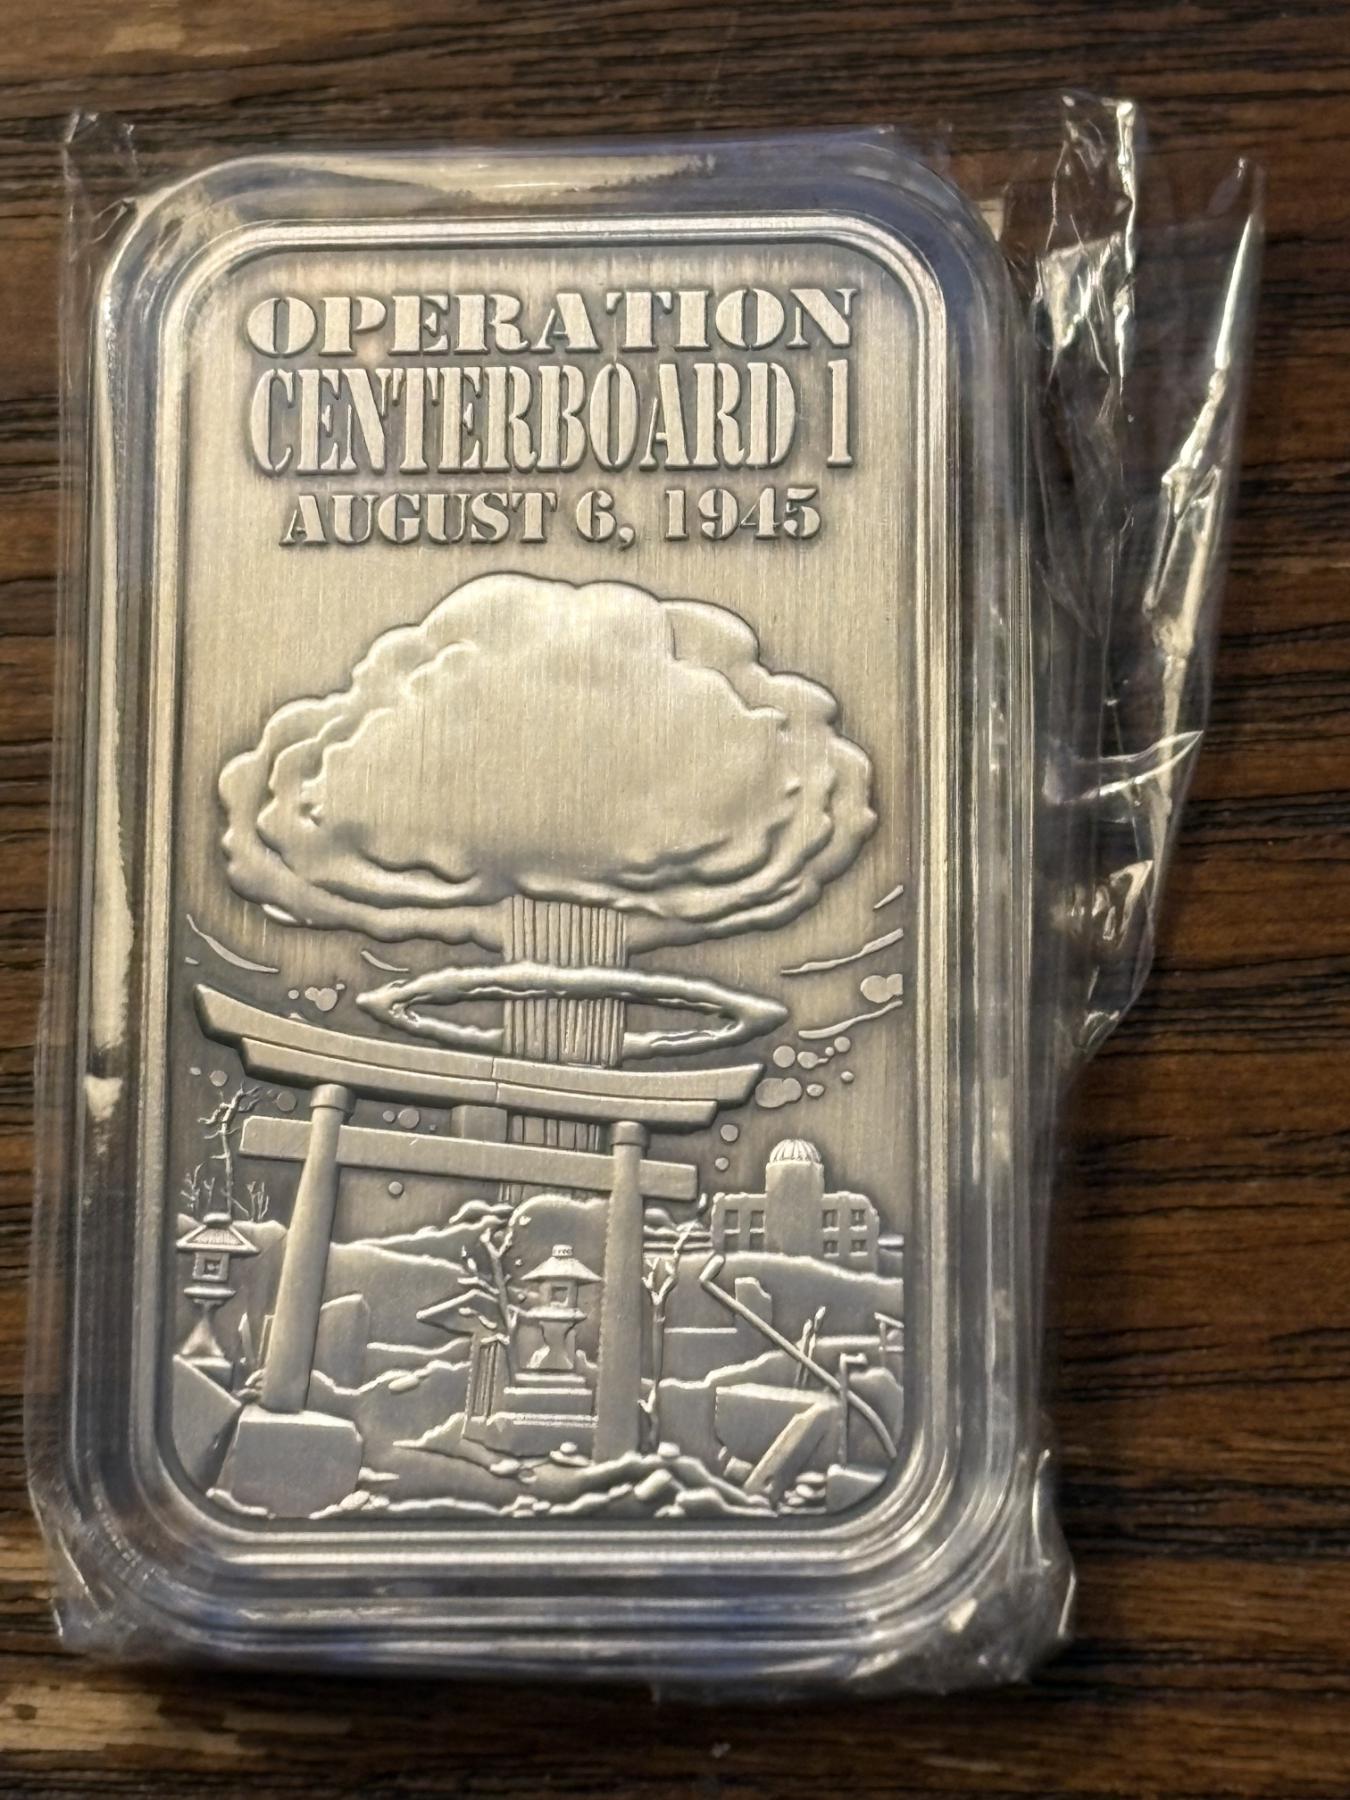 OPERATION
CENTERBOARD 1
AUGUST 6, 1945